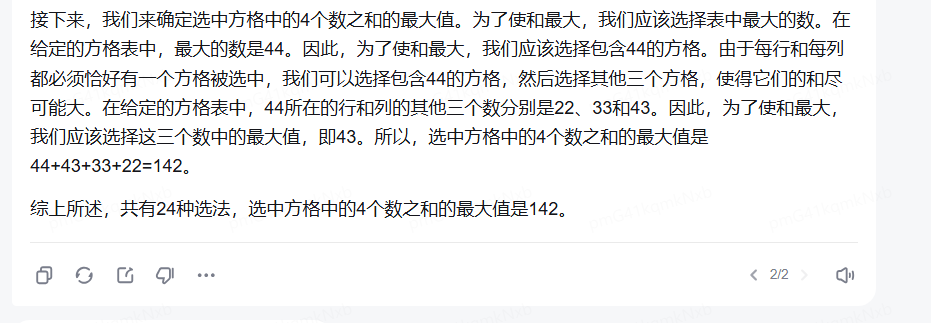 接下来，我们来确定选中方格中的4个数之和的最大值。为了使和最大，我们应该选择表中最大的数。在
给定的方格表中，最大的数是44。因此，为了使和最大，我们应该选择包含44的方格。由于每行和每列
都必须恰好有一个方格被选中，我们可以选择包含44的方格，然后选择其他三个方格，使得它们的和尽
可能大。在给定的方格表中，44所在的行和列的其他三个数分别是22、33和43。因此，为了使和最大，
我们应该选择这三个数中的最大值，即43。所以，选中方格中的4个数之和的最大值是
44+43+33+22=142。
综上所述，共有24种选法，选中方格中的4个数之和的最大值是142。
2/2